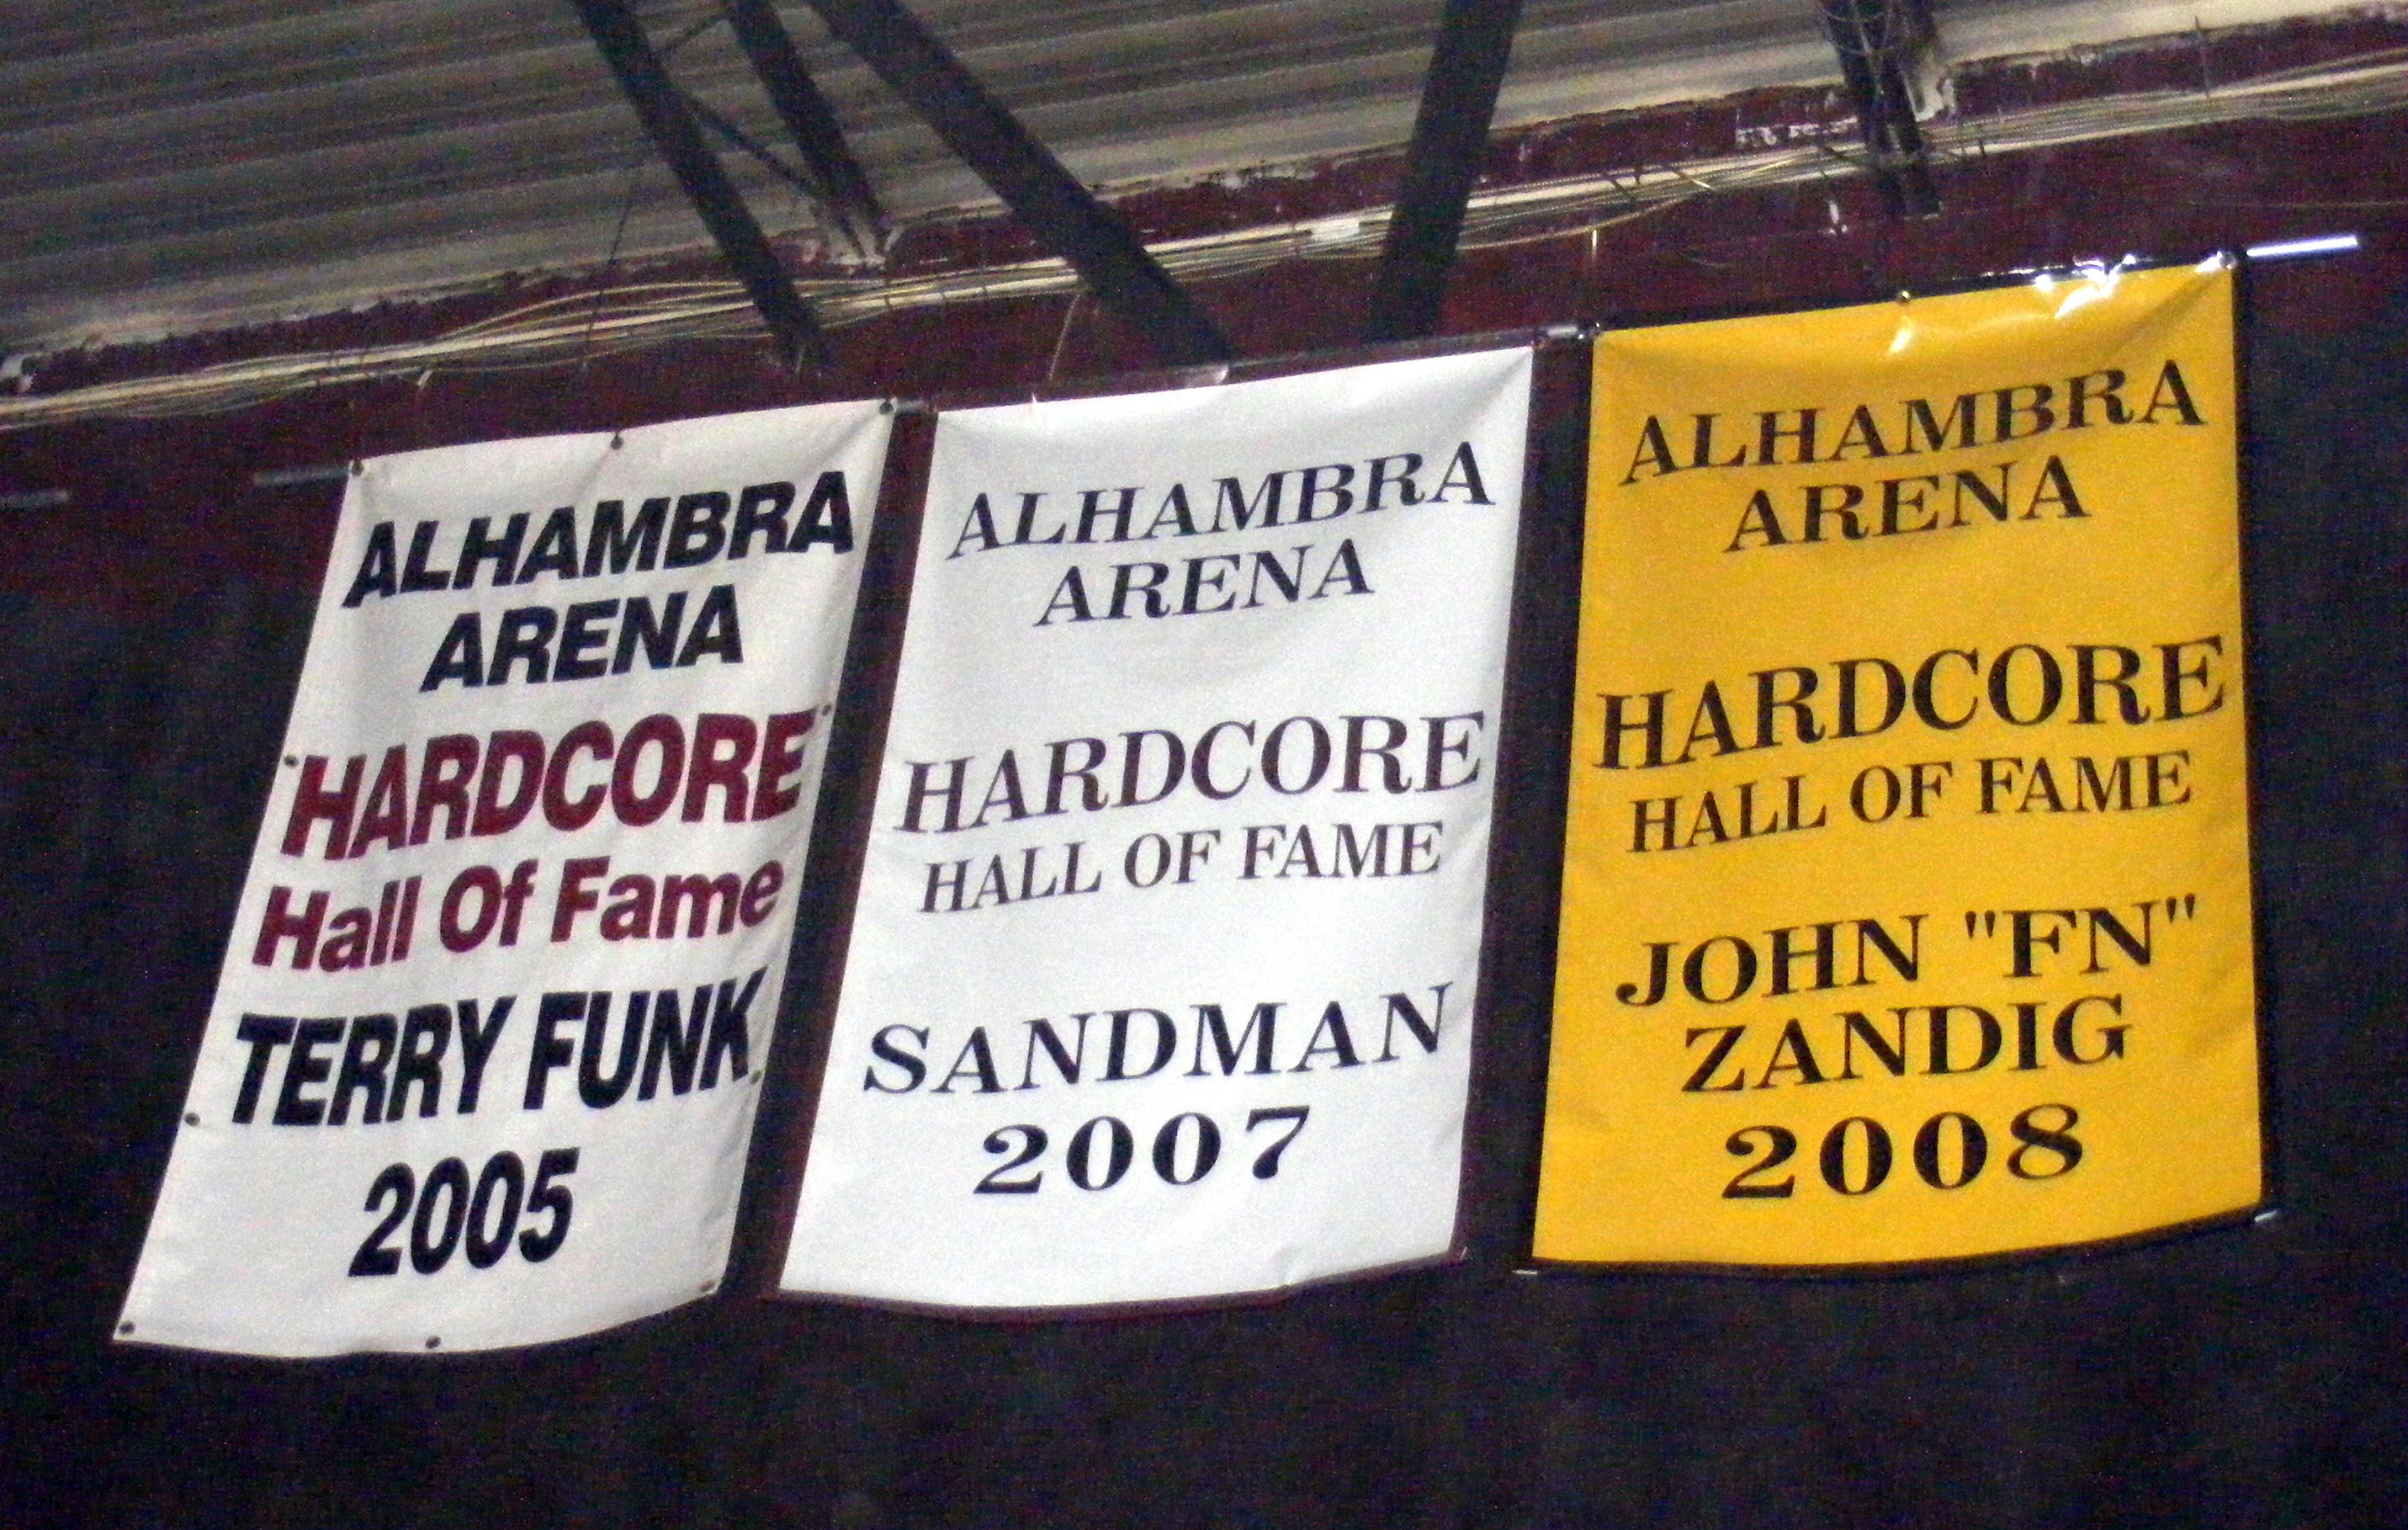 ALHAMBRA
ARENA
HARDCORE
Hall Of Fame
TERRY FUNK
2005
ALHAMBRA
ARENA
HARDCORE
HALL OF FAME
SANDMAN
2007
ALHAMBRA
ARENA
HARDCORE
HALL OF FAME
JOHN "FN"
ZANDIG
2008